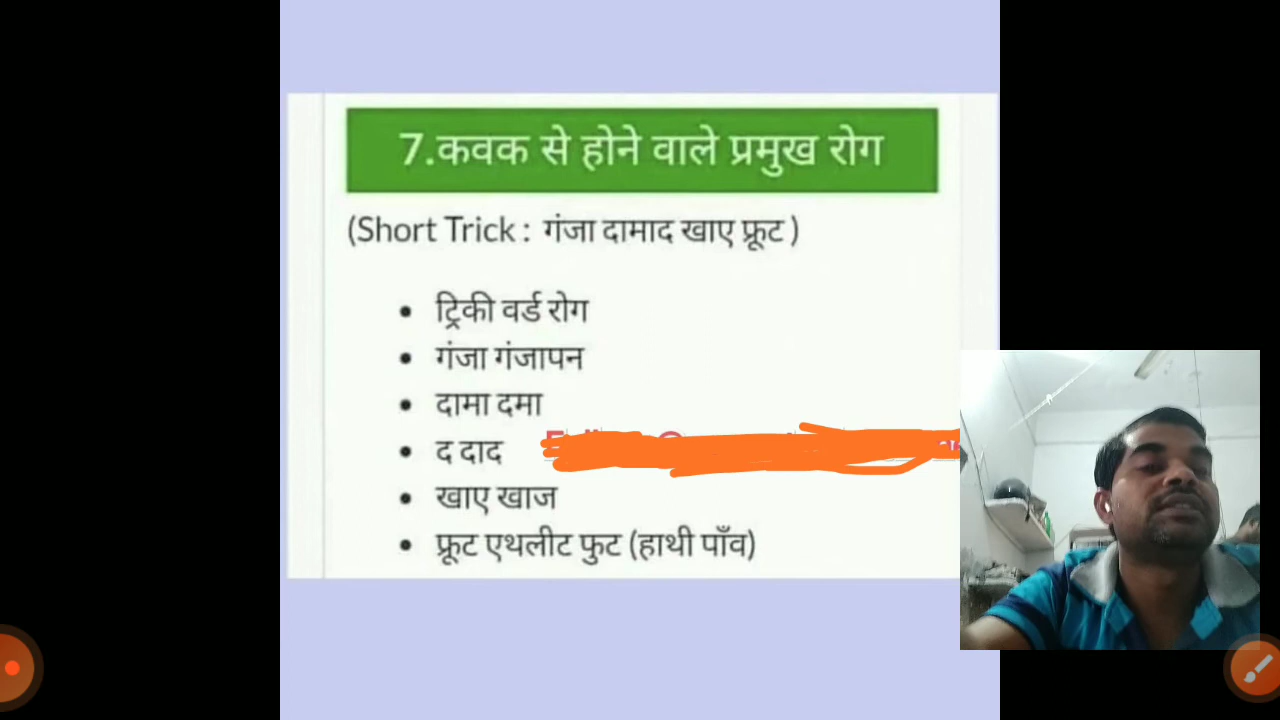 7.कवक से होने वाले प्रमुख रोग
(Short Trick : गंजा दामाद खाए फ्रूट )
• ट्रिकी वर्ड रोग
• गंजा गंजापन
• दामा दमा
• द दाद
• खाए खाज
• फ्रूट एथलीट फुट (हाथी पाँव)